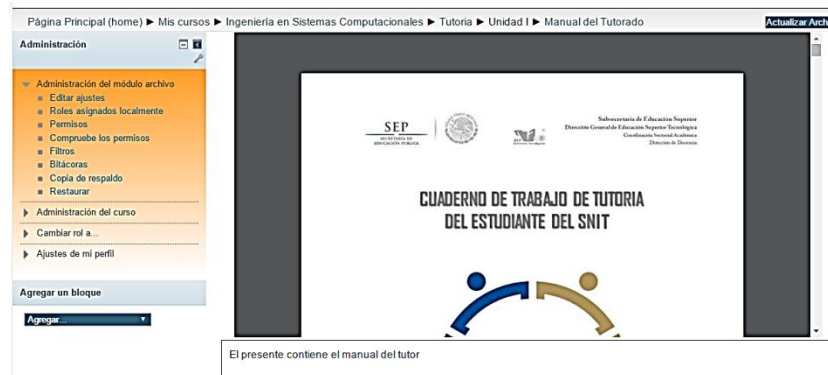 Página Principal (home) ► Mis cursos ► Ingeniería en Sistemas Computacionales ► Tutoria ► Unidad I ► Manual del Tutorado
Actualizar Arch
Administración
Administración del módulo archivo
Editar ajustes
Roles asignados localmente
Permisos
Compruebe los permisos
Filtros
Bitácoras
Copia de respaldo
Restaurar
Administración del curso
Cambiar rol a...
Ajustes de mi perfil
Agregar un bloque
Agregar...
SEP
SECRETARÍA DE
EDUCACIÓN PÚBLICA
Subsecretaría de Educación Superior
Dirección General de Educación Superior Tecnológica
Coordinación Sectorial Académica
Dirección de Docencia
CUADERNO DE TRABAJO DE TUTORIA
DEL ESTUDIANTE DEL SNIT
El presente contiene el manual del tutor